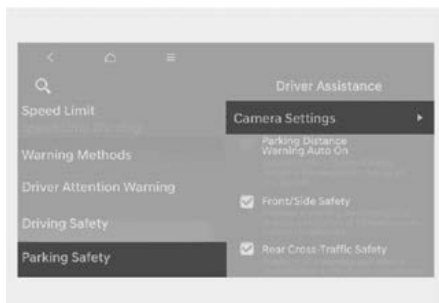 Driver Assistance
Speed Limit
Warning Methods
Driver Attention Warning
Driving Safety
Parking Safety
Camera Settings
Parking Distance
Warning Auto On
Front/Side Safety
Rear Cross-Traffic Safety